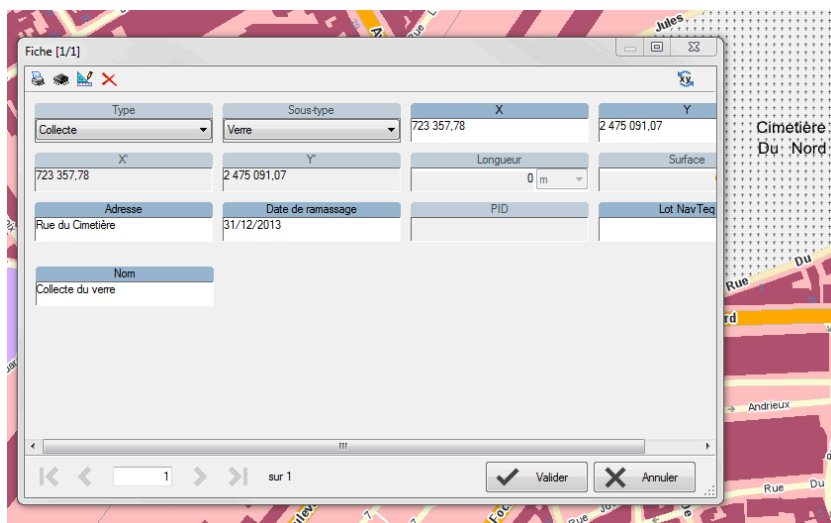 Jules
Fiche [1/1]
xy
Type
Sous-type
X
Y
Collecte
Verre
723 357,78
2 475 091,07
Cimetière
Du Nord
X'
Y'
Longueur
Surface
723 357,78
2 475 091,07
0 m
Adresse
Date de ramassage
PID
Lot NavTeq
Rue du Cimetière
31/12/2013
Rue Du
Nom
Collecte du verre
rd
Andrieux
1
sur 1
Valider
Annuler
Rue Du
Rue